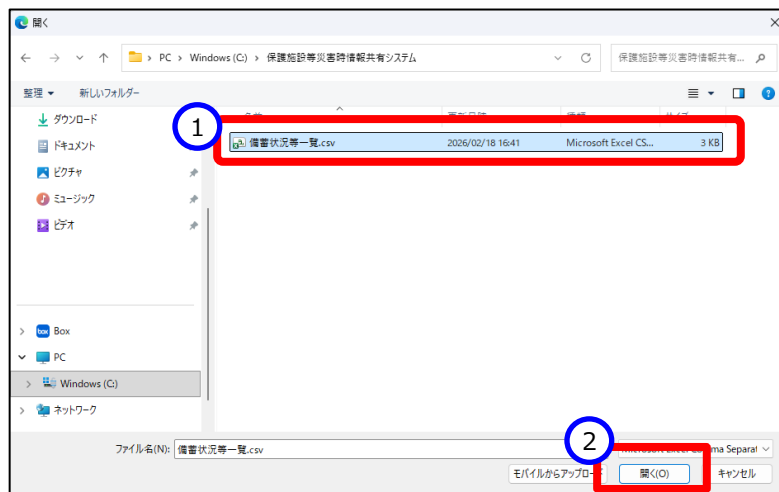 開く
PC > Windows (C:) > 保護施設等災害時情報共有システム
保護施設等災害時情報共有...
整理 新しいフォルダー
ダウンロード
ドキュメント
ピクチャ
ミュージック
ビデオ
Box
PC
Windows (C:)
ネットワーク
1
備蓄状況等一覧.csv 2026/02/18 16:41 Microsoft Excel CS... 3 KB
ファイル名(N): 備蓄状況等一覧.csv
2
モバイルからアップロー
開く(O)
キャンセル